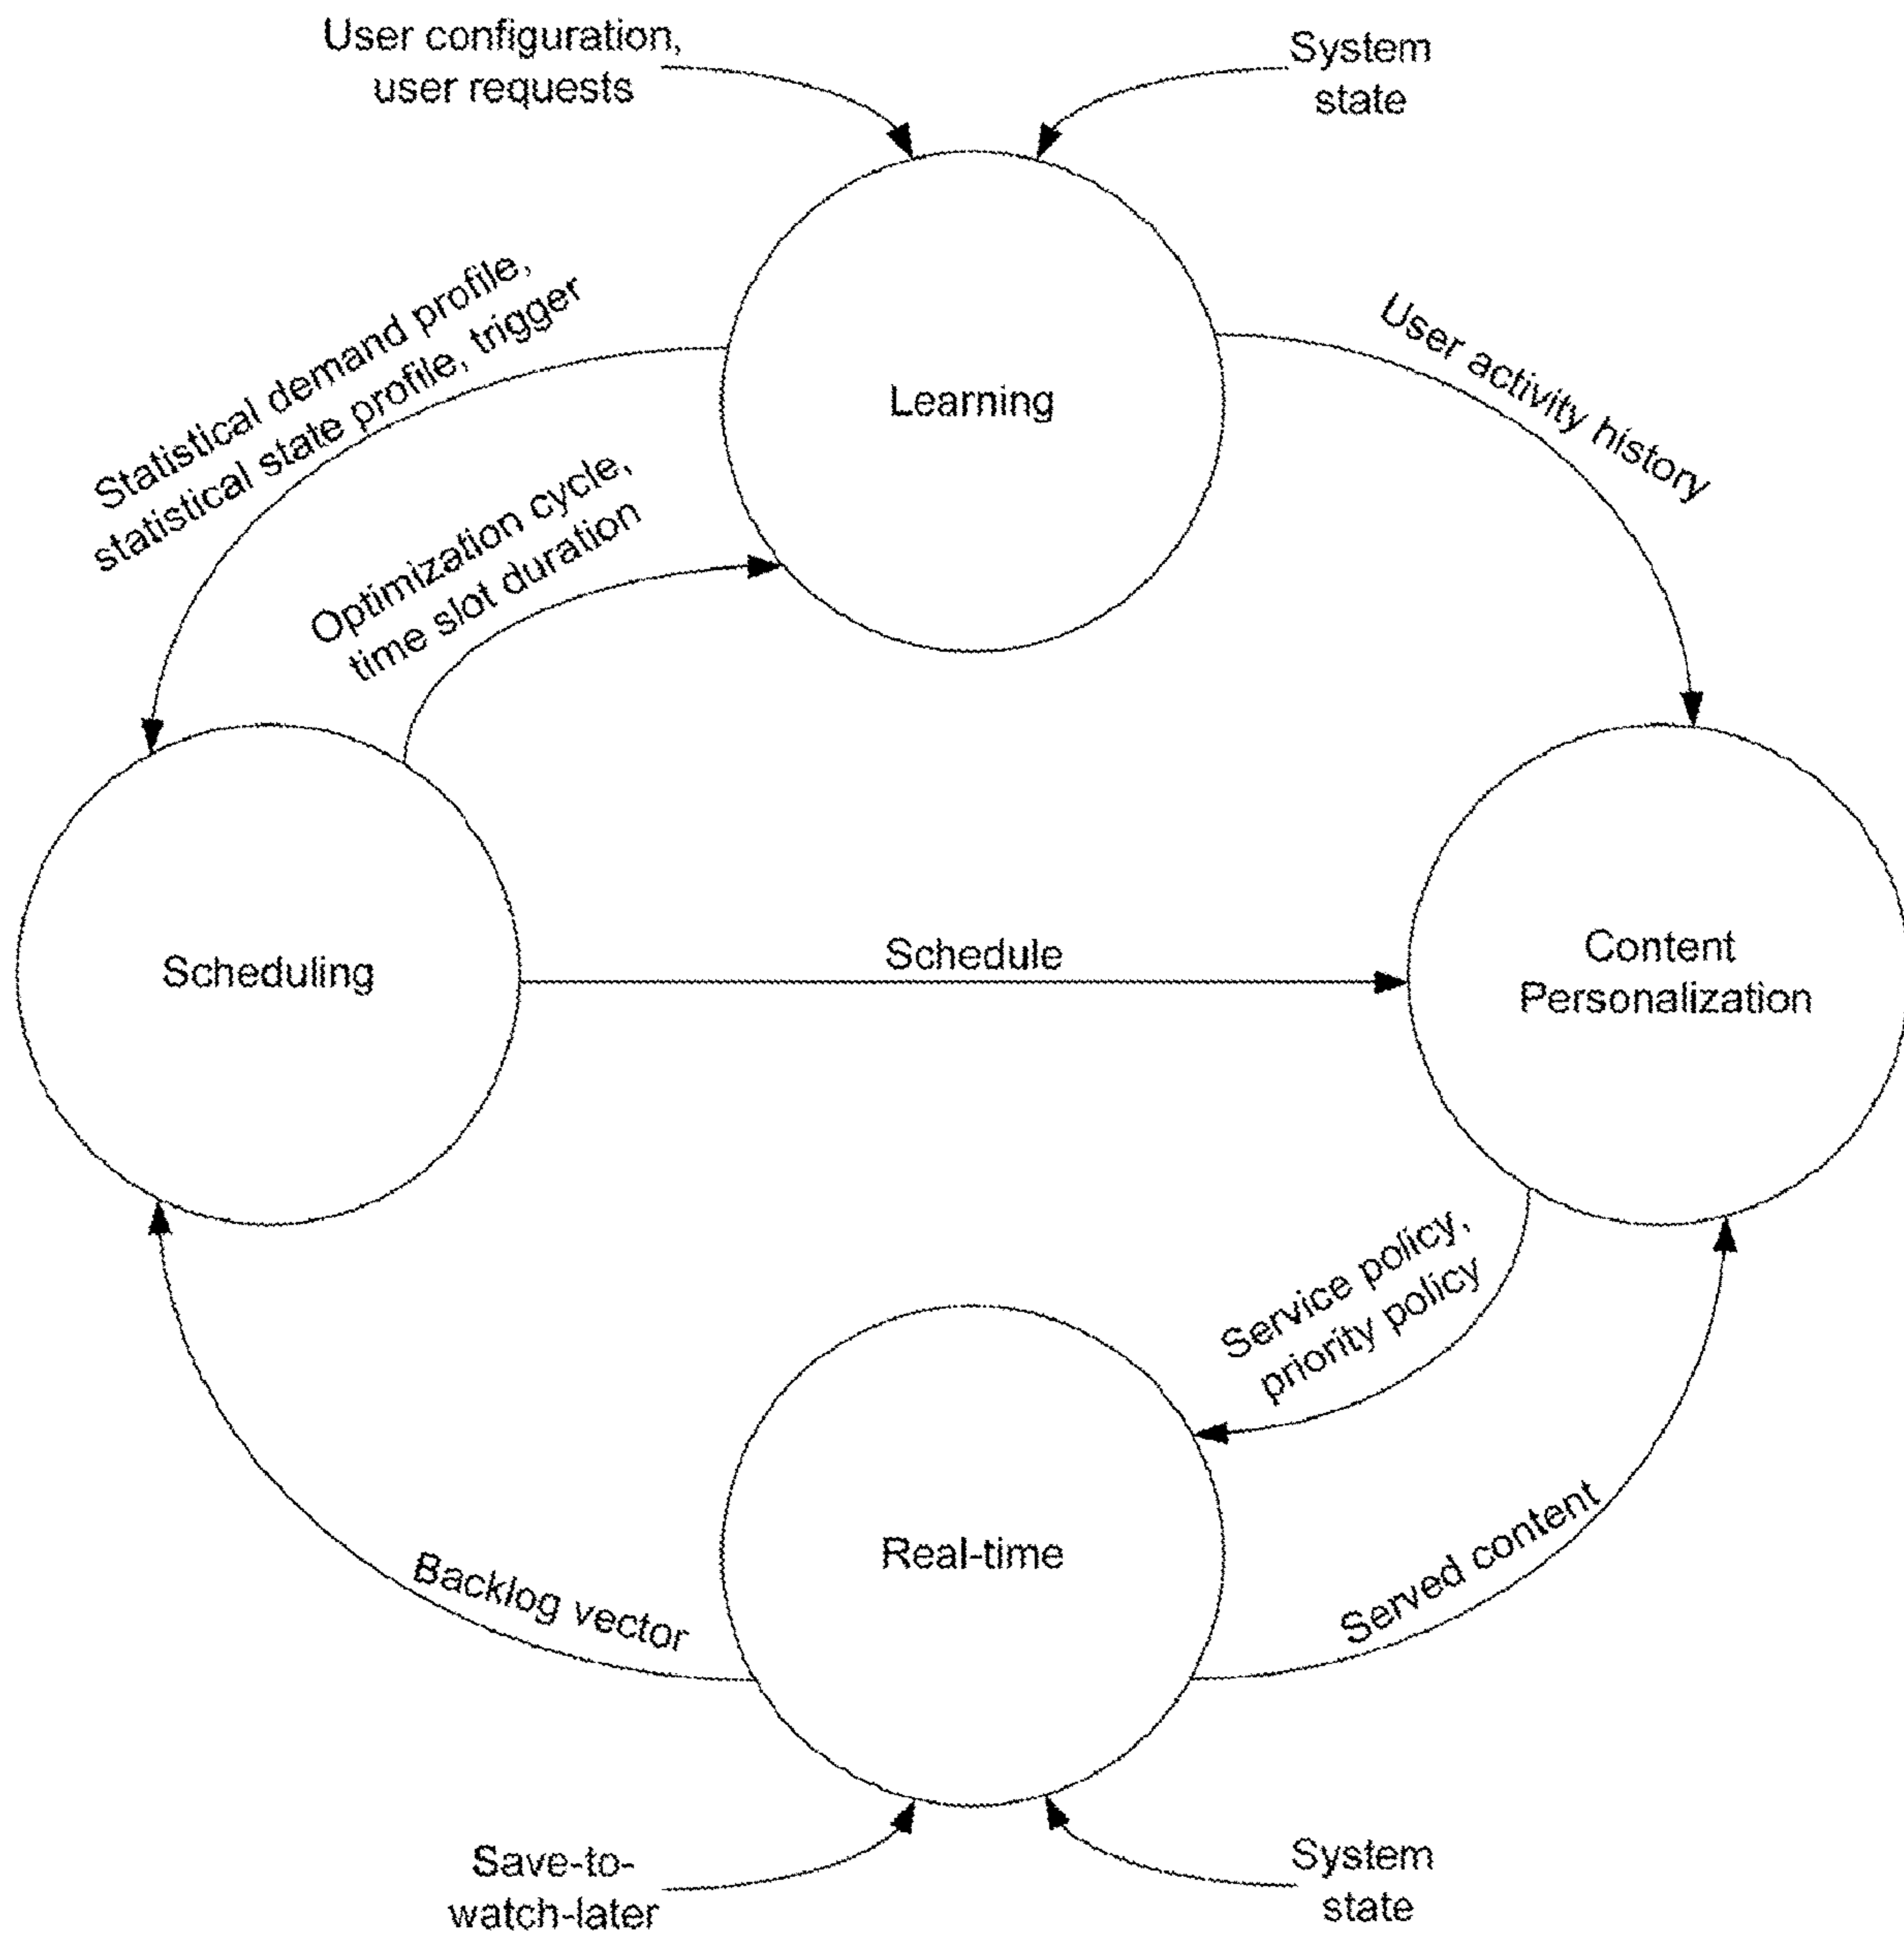 User configuration,
user requests
System
state
Statistical demand profile,
statistical state profile, trigger
Optimization cycle,
time slot duration
Learning
User activity history
Scheduling
Schedule
Content
Personalization
Service policy,
priority policy
Real-time
Backlog vector
Served content
Save-to-
watch-later
System
state